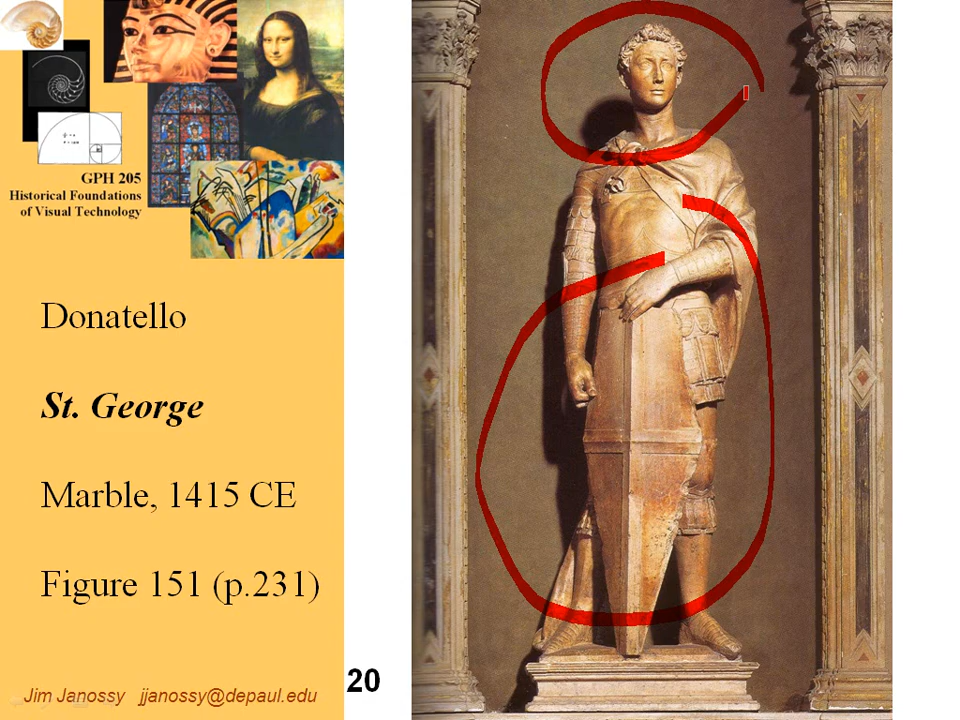 GPH 205
Historical Foundations
of Visual Technology
Donatello
St. George
Marble, 1415 CE
Figure 151 (p.231)
Jim Janossy jjanossy@depaul.edu
20